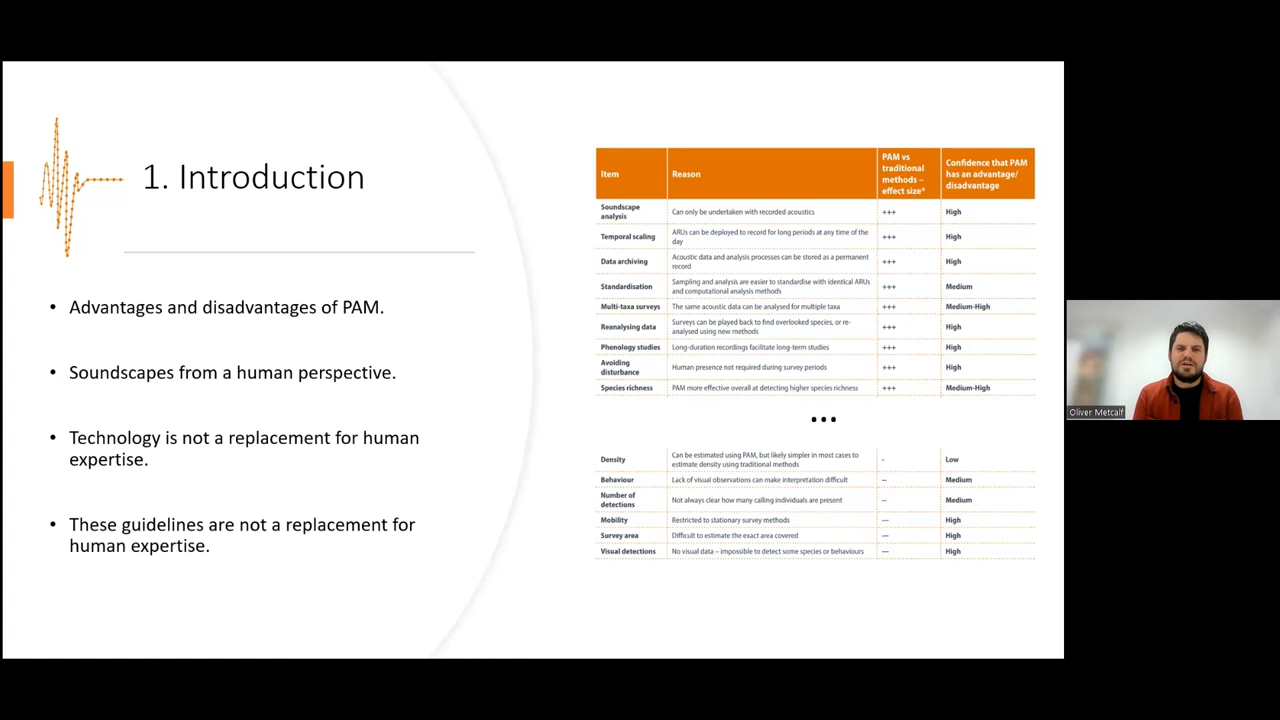 1. Introduction
• Advantages and disadvantages of PAM.
• Soundscapes from a human perspective.
• Technology is not a replacement for human
expertise.
• These guidelines are not a replacement for
human expertise.
Item
Reason
PAM vs
traditional
methods –
effect size*
Confidence that PAM
has an advantage/
disadvantage
Soundscape
analysis
Can only be undertaken with recorded acoustics
+++
High
Temporal scaling
ARUs can be deployed to record for long periods at any time of the
day
+++
High
Data archiving
Acoustic data and analysis processes can be stored as a permanent
record
+++
High
Standardisation
Sampling and analysis are easier to standardise with identical ARUs
and computational analysis methods
+++
Medium
Multi-taxa surveys
The same acoustic data can be analysed for multiple taxa
+++
Medium-High
Reanalysing data
Surveys can be played back to find overlooked species, or re-
analysed using new methods
+++
High
Phenology studies
Long-duration recordings facilitate long-term studies
+++
High
Avoiding
disturbance
Human presence not required during survey periods
+++
High
Species richness
PAM more effective overall at detecting higher species richness
+++
Medium-High
...
Density
Can be estimated using PAM, but likely simpler in most cases to
estimate density using traditional methods
-
Low
Behaviour
Lack of visual observations can make interpretation difficult
--
Medium
Number of
detections
Not always clear how many calling individuals are present
--
Medium
Mobility
Restricted to stationary survey methods
---
High
Survey area
Difficult to estimate the exact area covered
---
High
Visual detections
No visual data – impossible to detect some species or behaviours
---
High
Oliver Metcalf